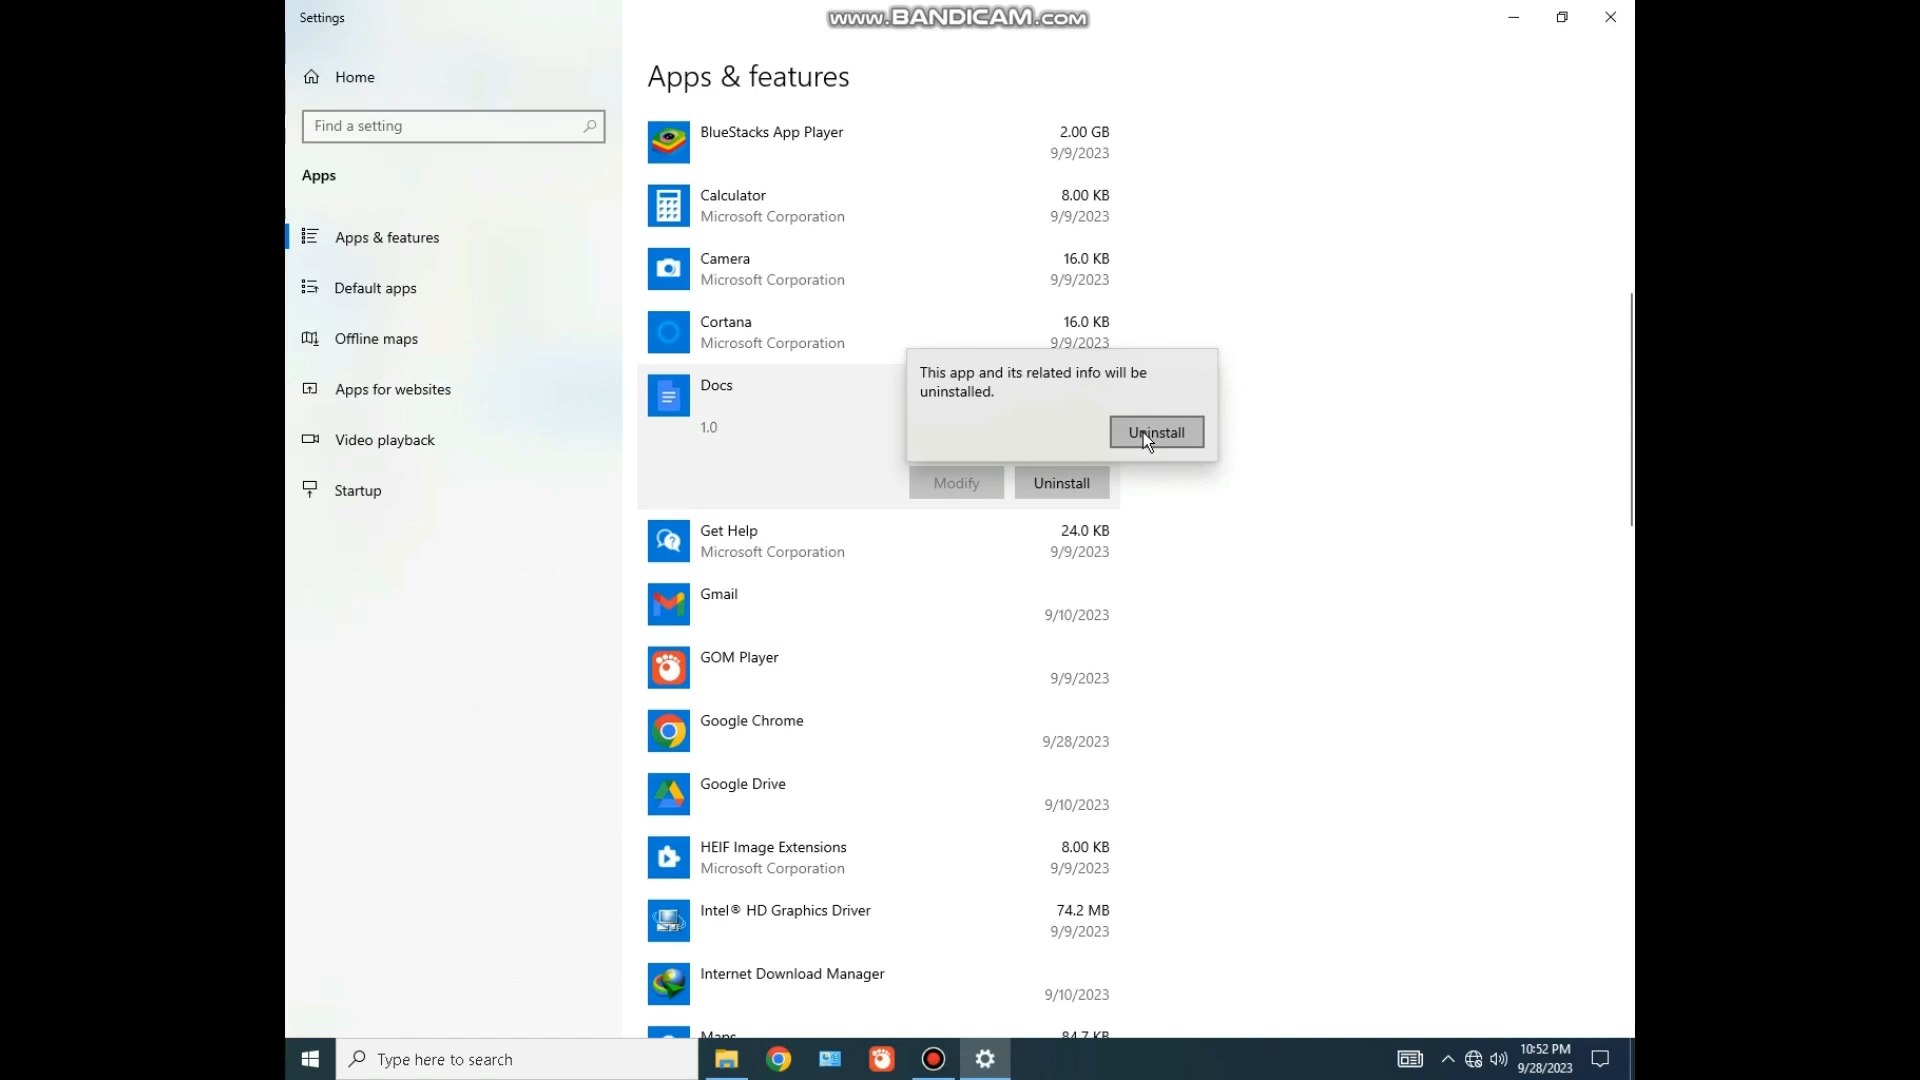 Settings
www.BANDICAM.com
Home
Find a setting
Apps
Apps & features
Default apps
Offline maps
Apps for websites
Video playback
Startup
Apps & features
BlueStacks App Player
2.00 GB
9/9/2023
Calculator
8.00 KB
Microsoft Corporation
9/9/2023
Camera
16.0 KB
Microsoft Corporation
9/9/2023
Cortana
16.0 KB
Microsoft Corporation
9/9/2023
Docs
1.0
This app and its related info will be
uninstalled.
Uninstall
Modify
Uninstall
Get Help
24.0 KB
Microsoft Corporation
9/9/2023
Gmail
9/10/2023
GOM Player
9/9/2023
Google Chrome
9/28/2023
Google Drive
9/10/2023
HEIF Image Extensions
8.00 KB
Microsoft Corporation
9/9/2023
Intel® HD Graphics Driver
74.2 MB
9/9/2023
Internet Download Manager
9/10/2023
Maps
84.7 KB
Type here to search
10:52 PM
9/28/2023